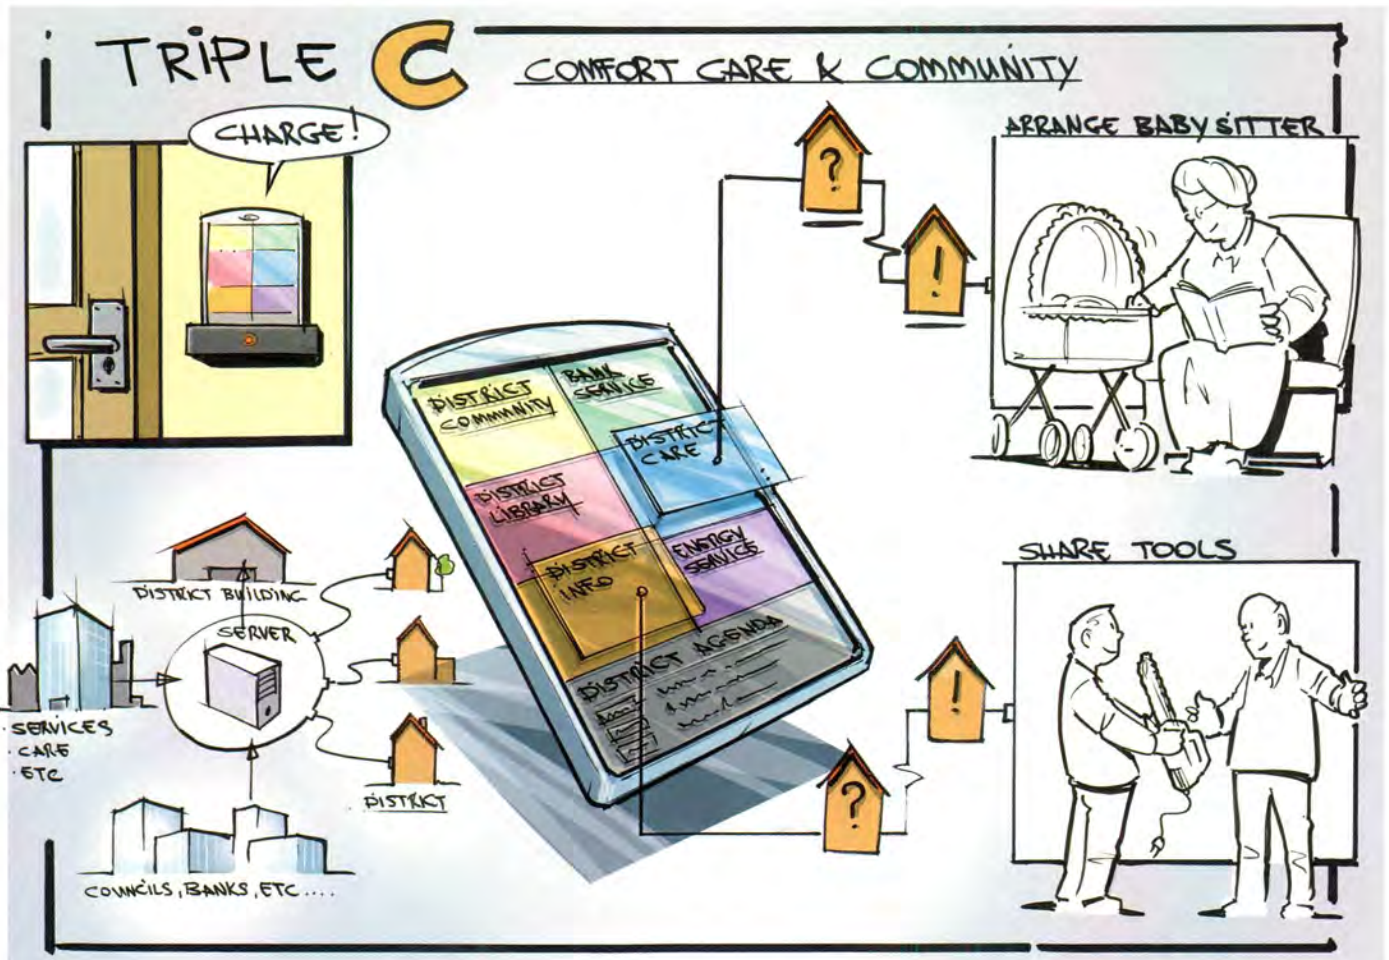 TRIPLE C
COMFORT CARE & COMMUNITY
CHARGE!
ARRANGE BABY SITTER
?
!
DISTRICT
COMMUNITY
BANK
SERVICE
DISTRICT
CARE
DISTRICT
LIBRARY
DISTRICT
INFO
ENERGY
SERVICE
DISTRICT AGENDA
DISTRICT BUILDING
SERVER
· SERVICES
· CARE
· ETC
DISTRICT
COUNCILS, BANKS, ETC....
SHARE TOOLS
!
?